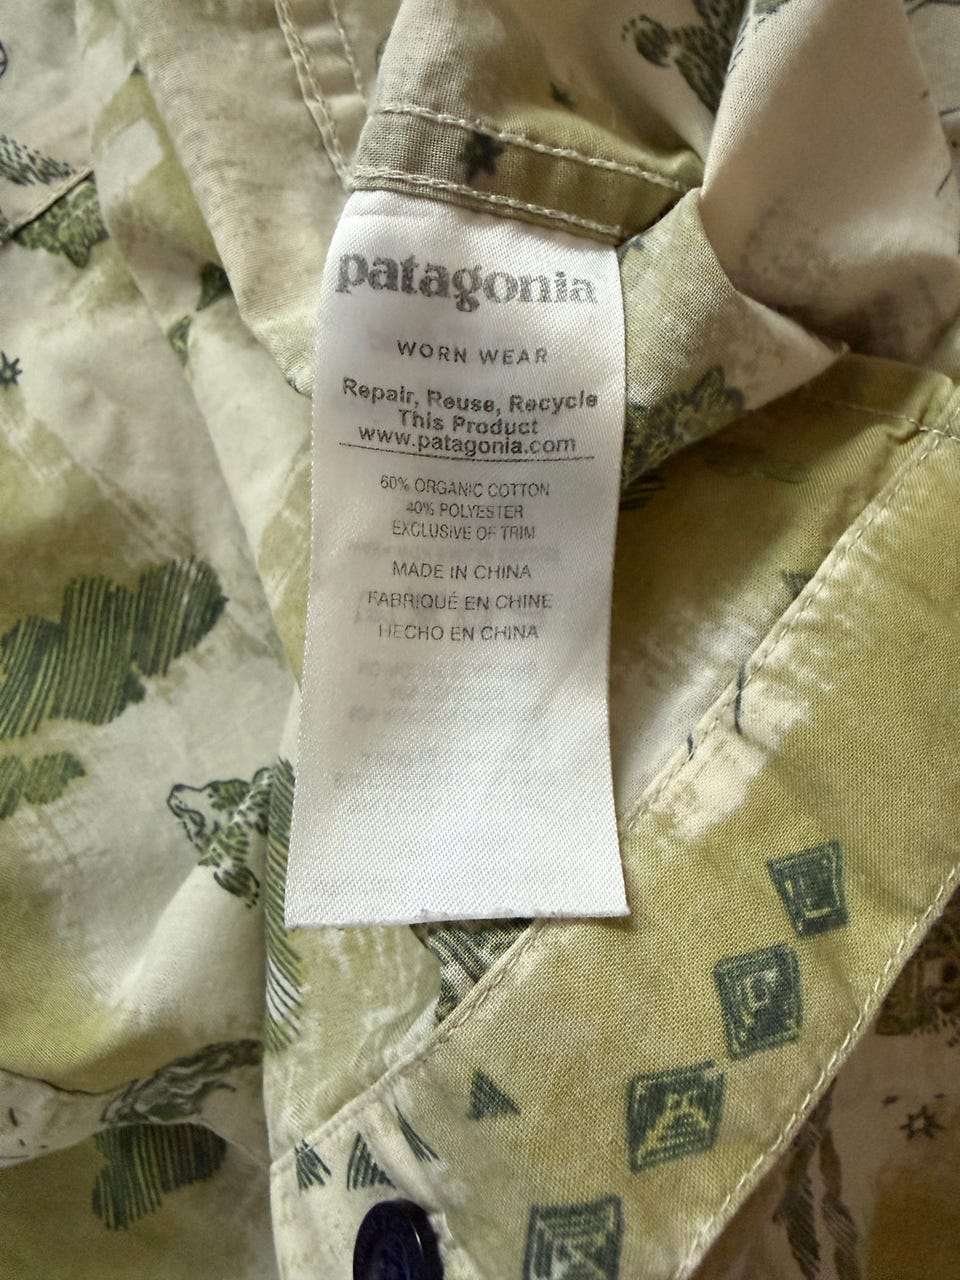 patagonia
WORN WEAR
Repair, Reuse, Recycle
This Product
www.patagonia.com
60% ORGANIC COTTON
40% POLYESTER
EXCLUSIVE OF TRIM
MADE IN CHINA
FABRIQUÉ EN CHINE
HECHO EN CHINA